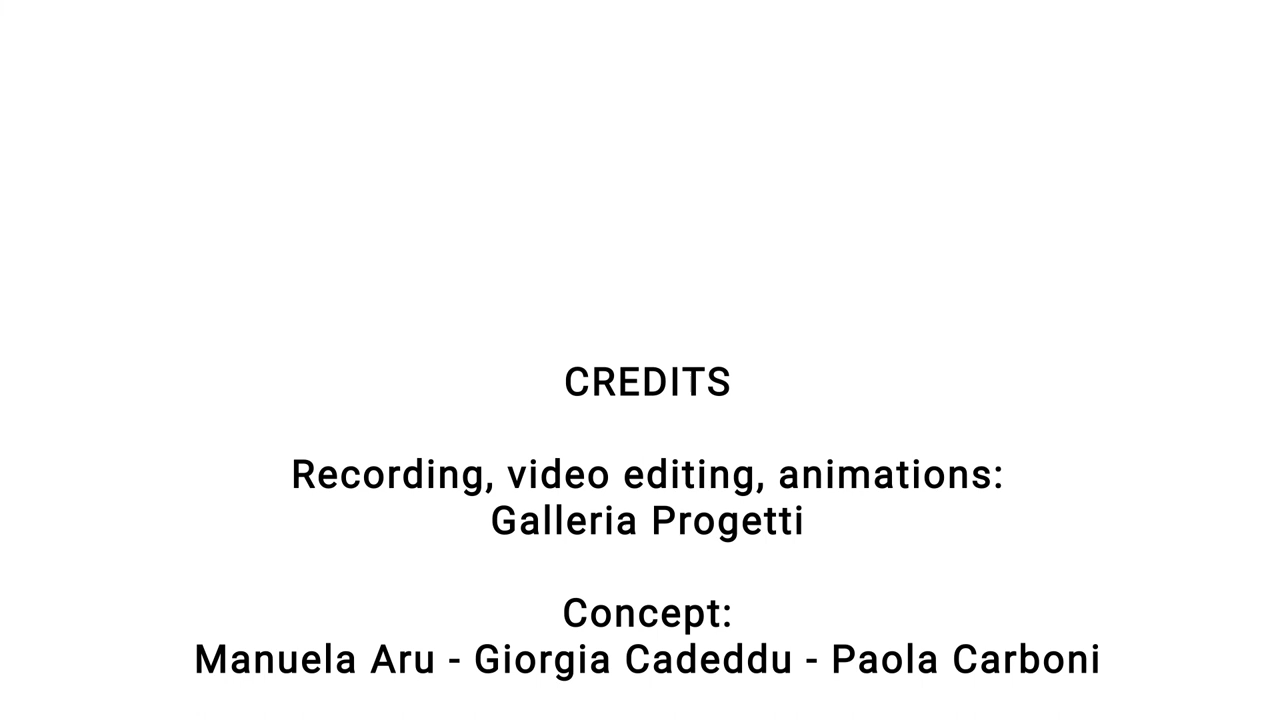 CREDITS
Recording, video editing, animations:
Galleria Progetti
Concept:
Manuela Aru - Giorgia Cadeddu - Paola Carboni